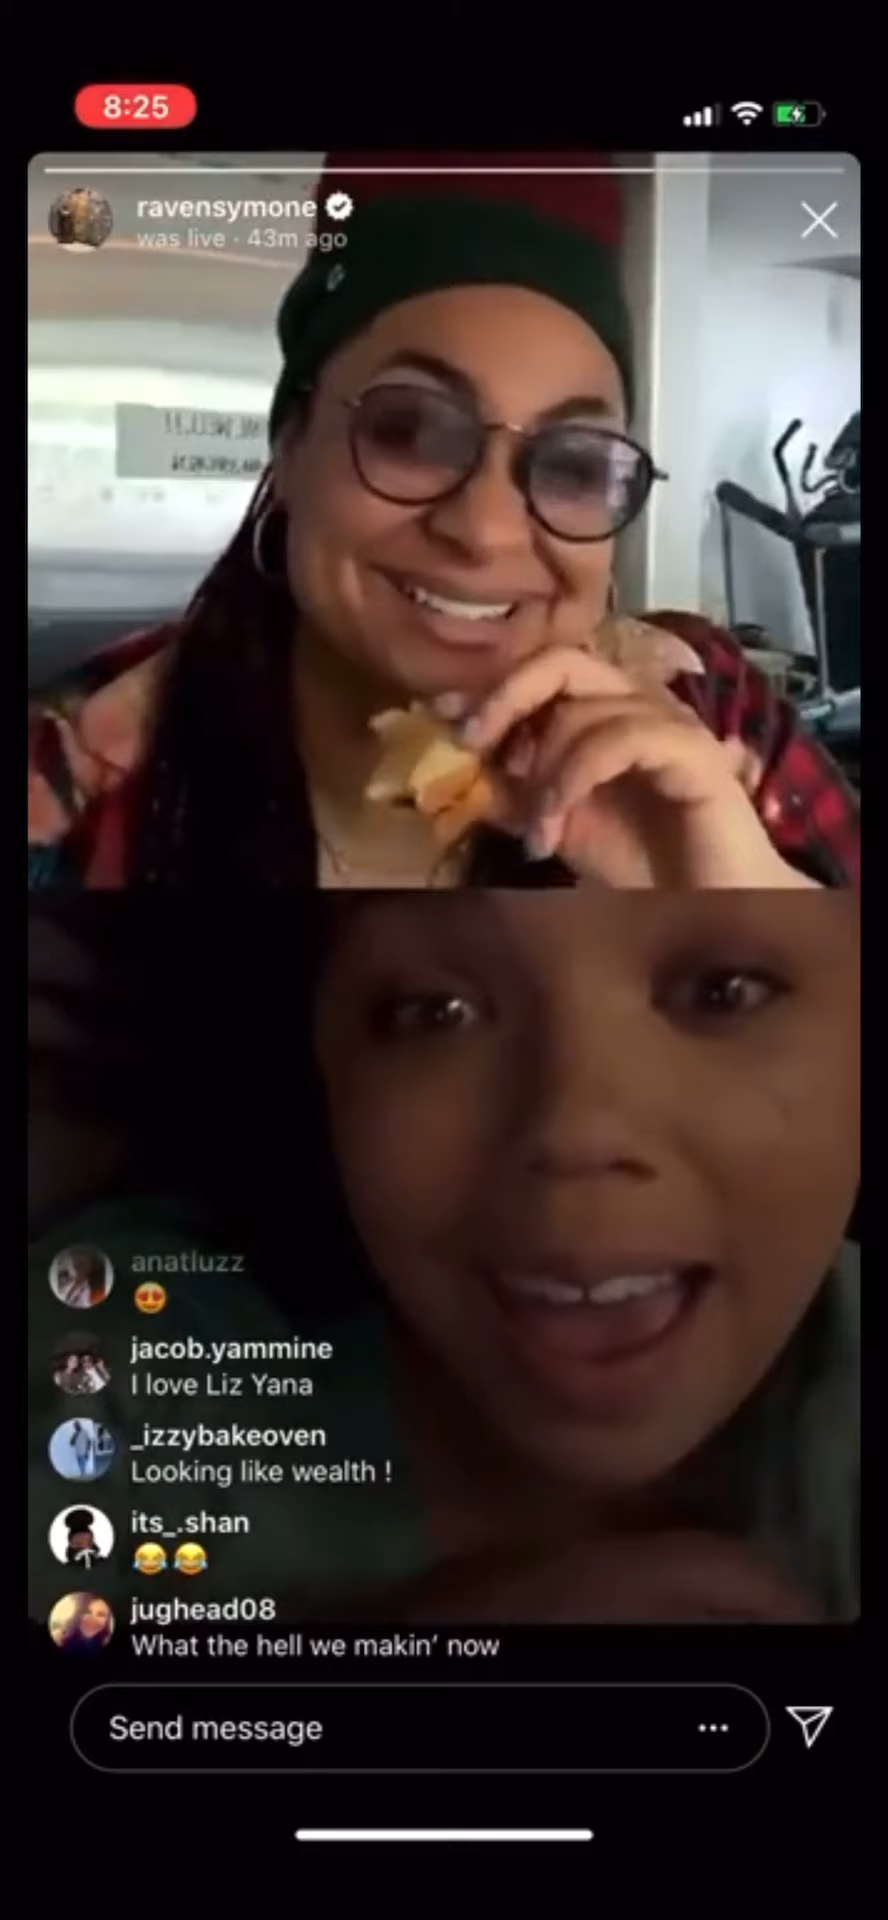 8:25
ravensymone
was live · 43m ago
anatluzz
😍
jacob.yammine
I love Liz Yana
_izzybakeoven
Looking like wealth !
its_.shan
😂😂
jughead08
What the hell we makin’ now
Send message